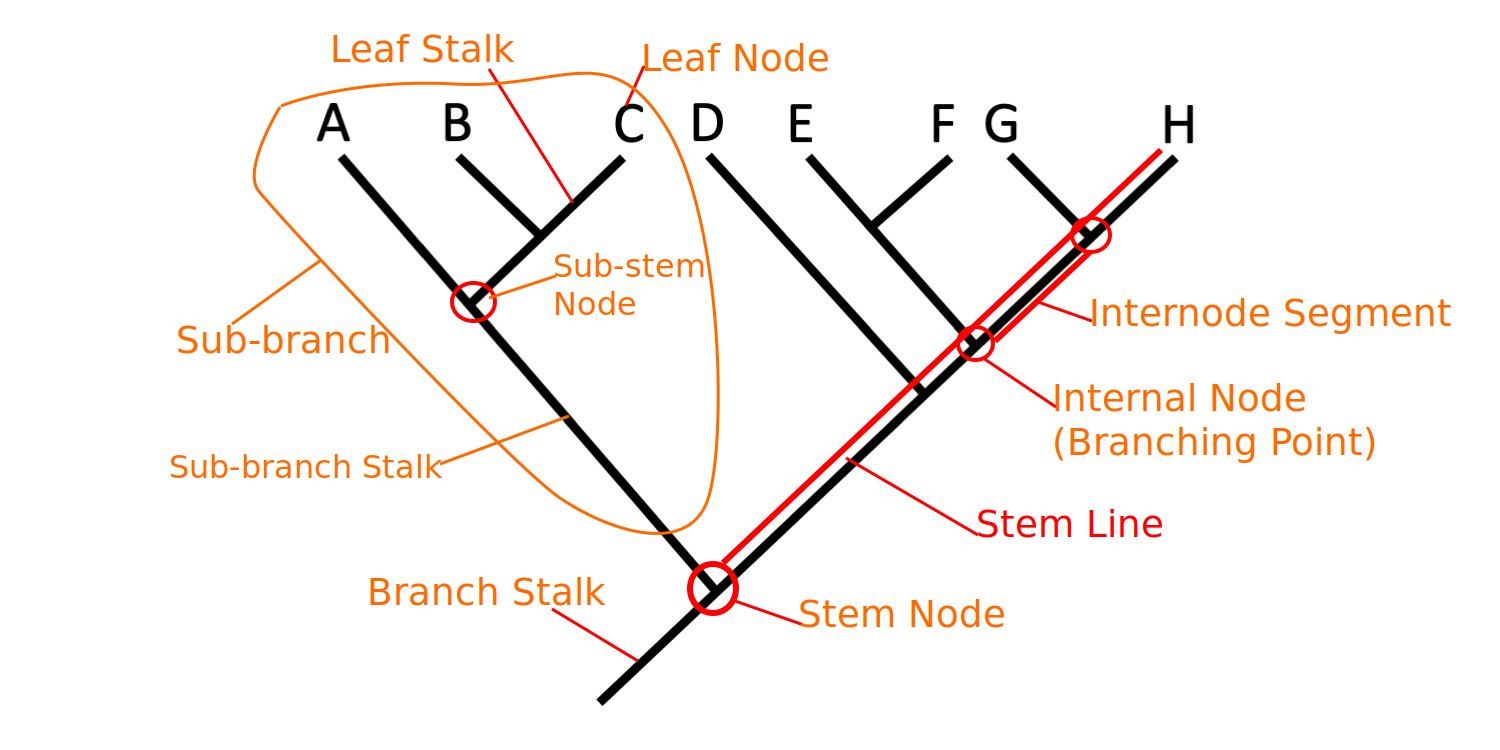 Leaf Stalk
Leaf Node
A B C D E F G H
Sub-stem
Node
Sub-branch
Internode Segment
Internal Node
(Branching Point)
Sub-branch Stalk
Stem Line
Branch Stalk
Stem Node